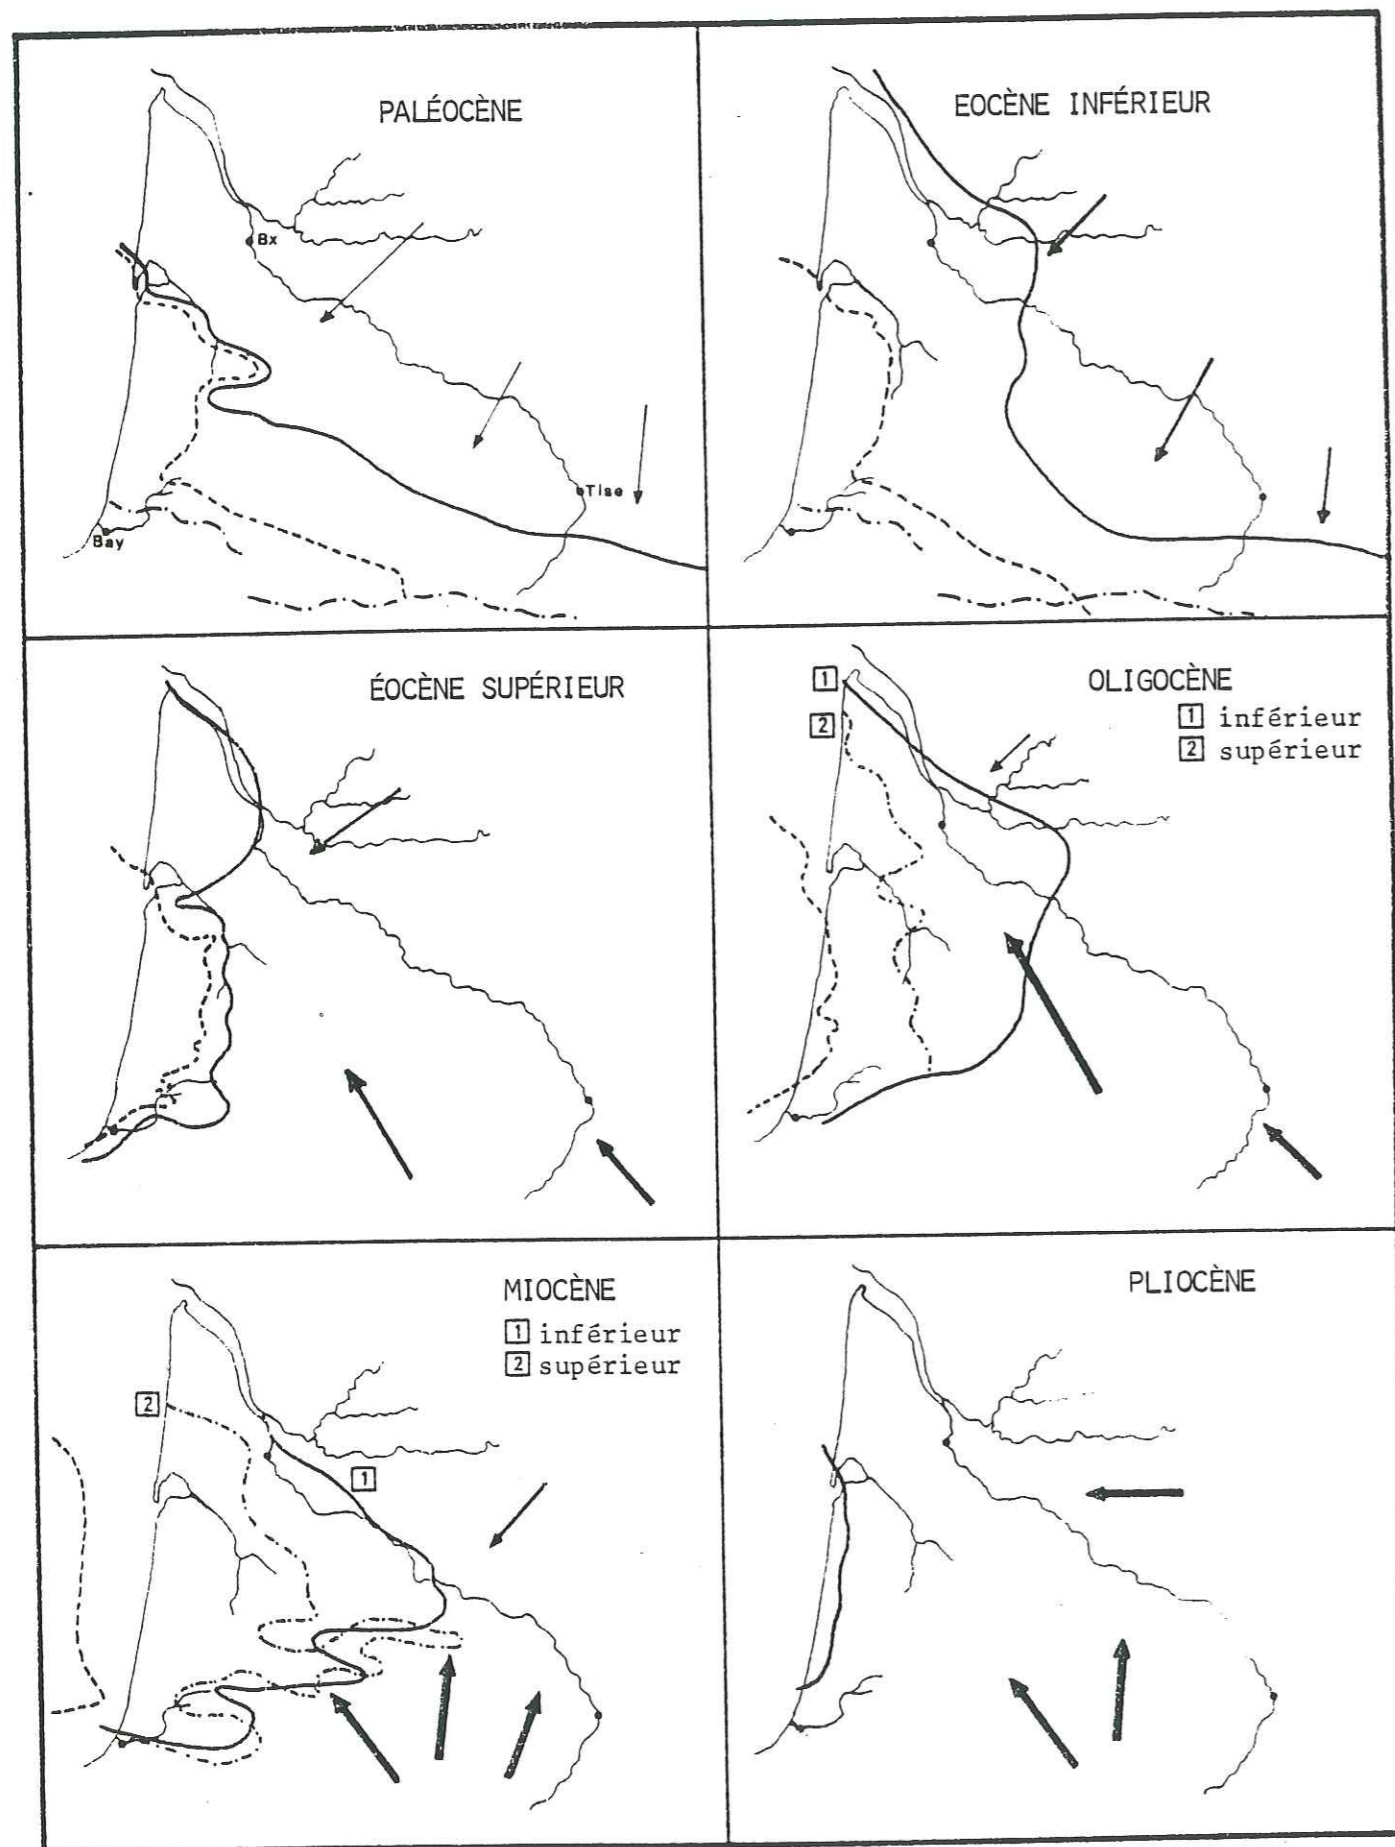 PALÉOCÈNE
Bx
Tlse
Bay
EOCÈNE INFÉRIEUR
ÉOCÈNE SUPÉRIEUR
OLIGOCÈNE
1 inférieur
2 supérieur
1
2
MIOCÈNE
1 inférieur
2 supérieur
2
1
PLIOCÈNE